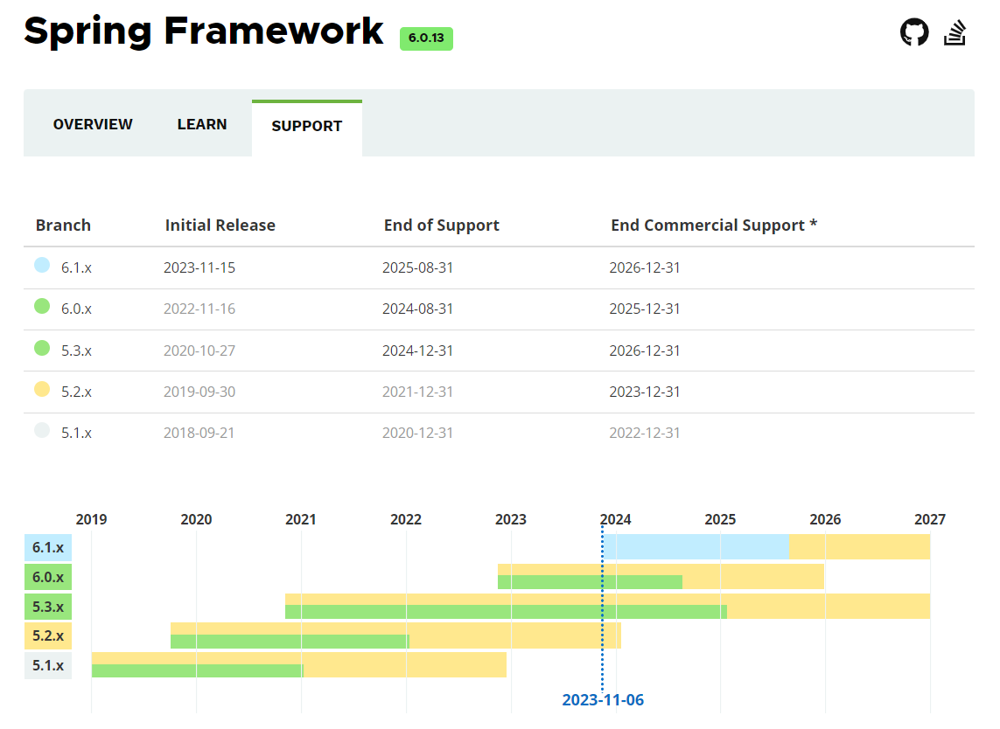 Spring Framework 6.0.13
OVERVIEW LEARN SUPPORT
Branch Initial Release End of Support End Commercial Support *
6.1.x 2023-11-15 2025-08-31 2026-12-31
6.0.x 2022-11-16 2024-08-31 2025-12-31
5.3.x 2020-10-27 2024-12-31 2026-12-31
5.2.x 2019-09-30 2021-12-31 2023-12-31
5.1.x 2018-09-21 2020-12-31 2022-12-31
2019 2020 2021 2022 2023 2024 2025 2026 2027
6.1.x
6.0.x
5.3.x
5.2.x
5.1.x
2023-11-06